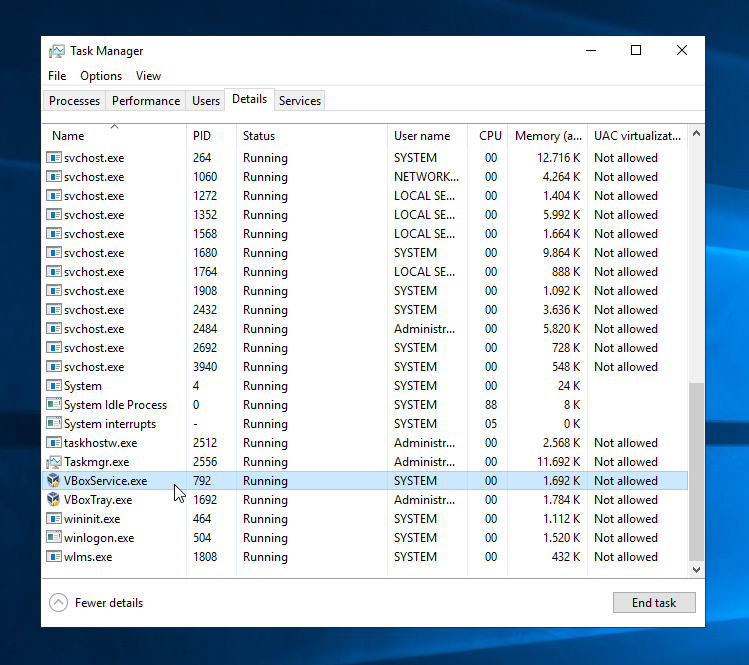 Task Manager
File Options View
Processes Performance Users Details Services
Name PID Status User name CPU Memory (a... UAC virtualizat...
svchost.exe 264 Running SYSTEM 00 12.716 K Not allowed
svchost.exe 1060 Running NETWORK... 00 4.264 K Not allowed
svchost.exe 1272 Running LOCAL SE... 00 1.404 K Not allowed
svchost.exe 1352 Running LOCAL SE... 00 5.992 K Not allowed
svchost.exe 1568 Running LOCAL SE... 00 1.664 K Not allowed
svchost.exe 1680 Running SYSTEM 00 9.864 K Not allowed
svchost.exe 1764 Running LOCAL SE... 00 888 K Not allowed
svchost.exe 1908 Running SYSTEM 00 1.092 K Not allowed
svchost.exe 2432 Running SYSTEM 00 3.636 K Not allowed
svchost.exe 2484 Running Administr... 00 5.820 K Not allowed
svchost.exe 2692 Running SYSTEM 00 728 K Not allowed
svchost.exe 3940 Running SYSTEM 00 548 K Not allowed
System 4 Running SYSTEM 00 24 K
System Idle Process 0 Running SYSTEM 88 8 K
System interrupts - Running SYSTEM 05 0 K
taskhostw.exe 2512 Running Administr... 00 2.568 K Not allowed
Taskmgr.exe 2556 Running Administr... 00 11.692 K Not allowed
VBoxService.exe 792 Running SYSTEM 00 1.692 K Not allowed
VBoxTray.exe 1692 Running Administr... 00 1.784 K Not allowed
wininit.exe 464 Running SYSTEM 00 1.112 K Not allowed
winlogon.exe 504 Running SYSTEM 00 1.520 K Not allowed
wlms.exe 1808 Running SYSTEM 00 432 K Not allowed
Fewer details End task